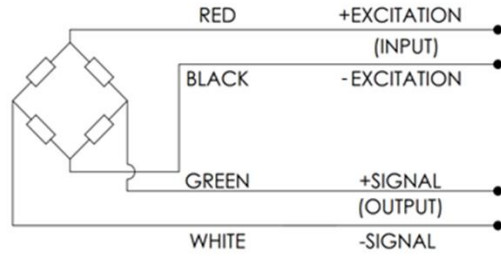 RED +EXCITATION
(INPUT)
BLACK -EXCITATION
GREEN +SIGNAL
(OUTPUT)
WHITE -SIGNAL